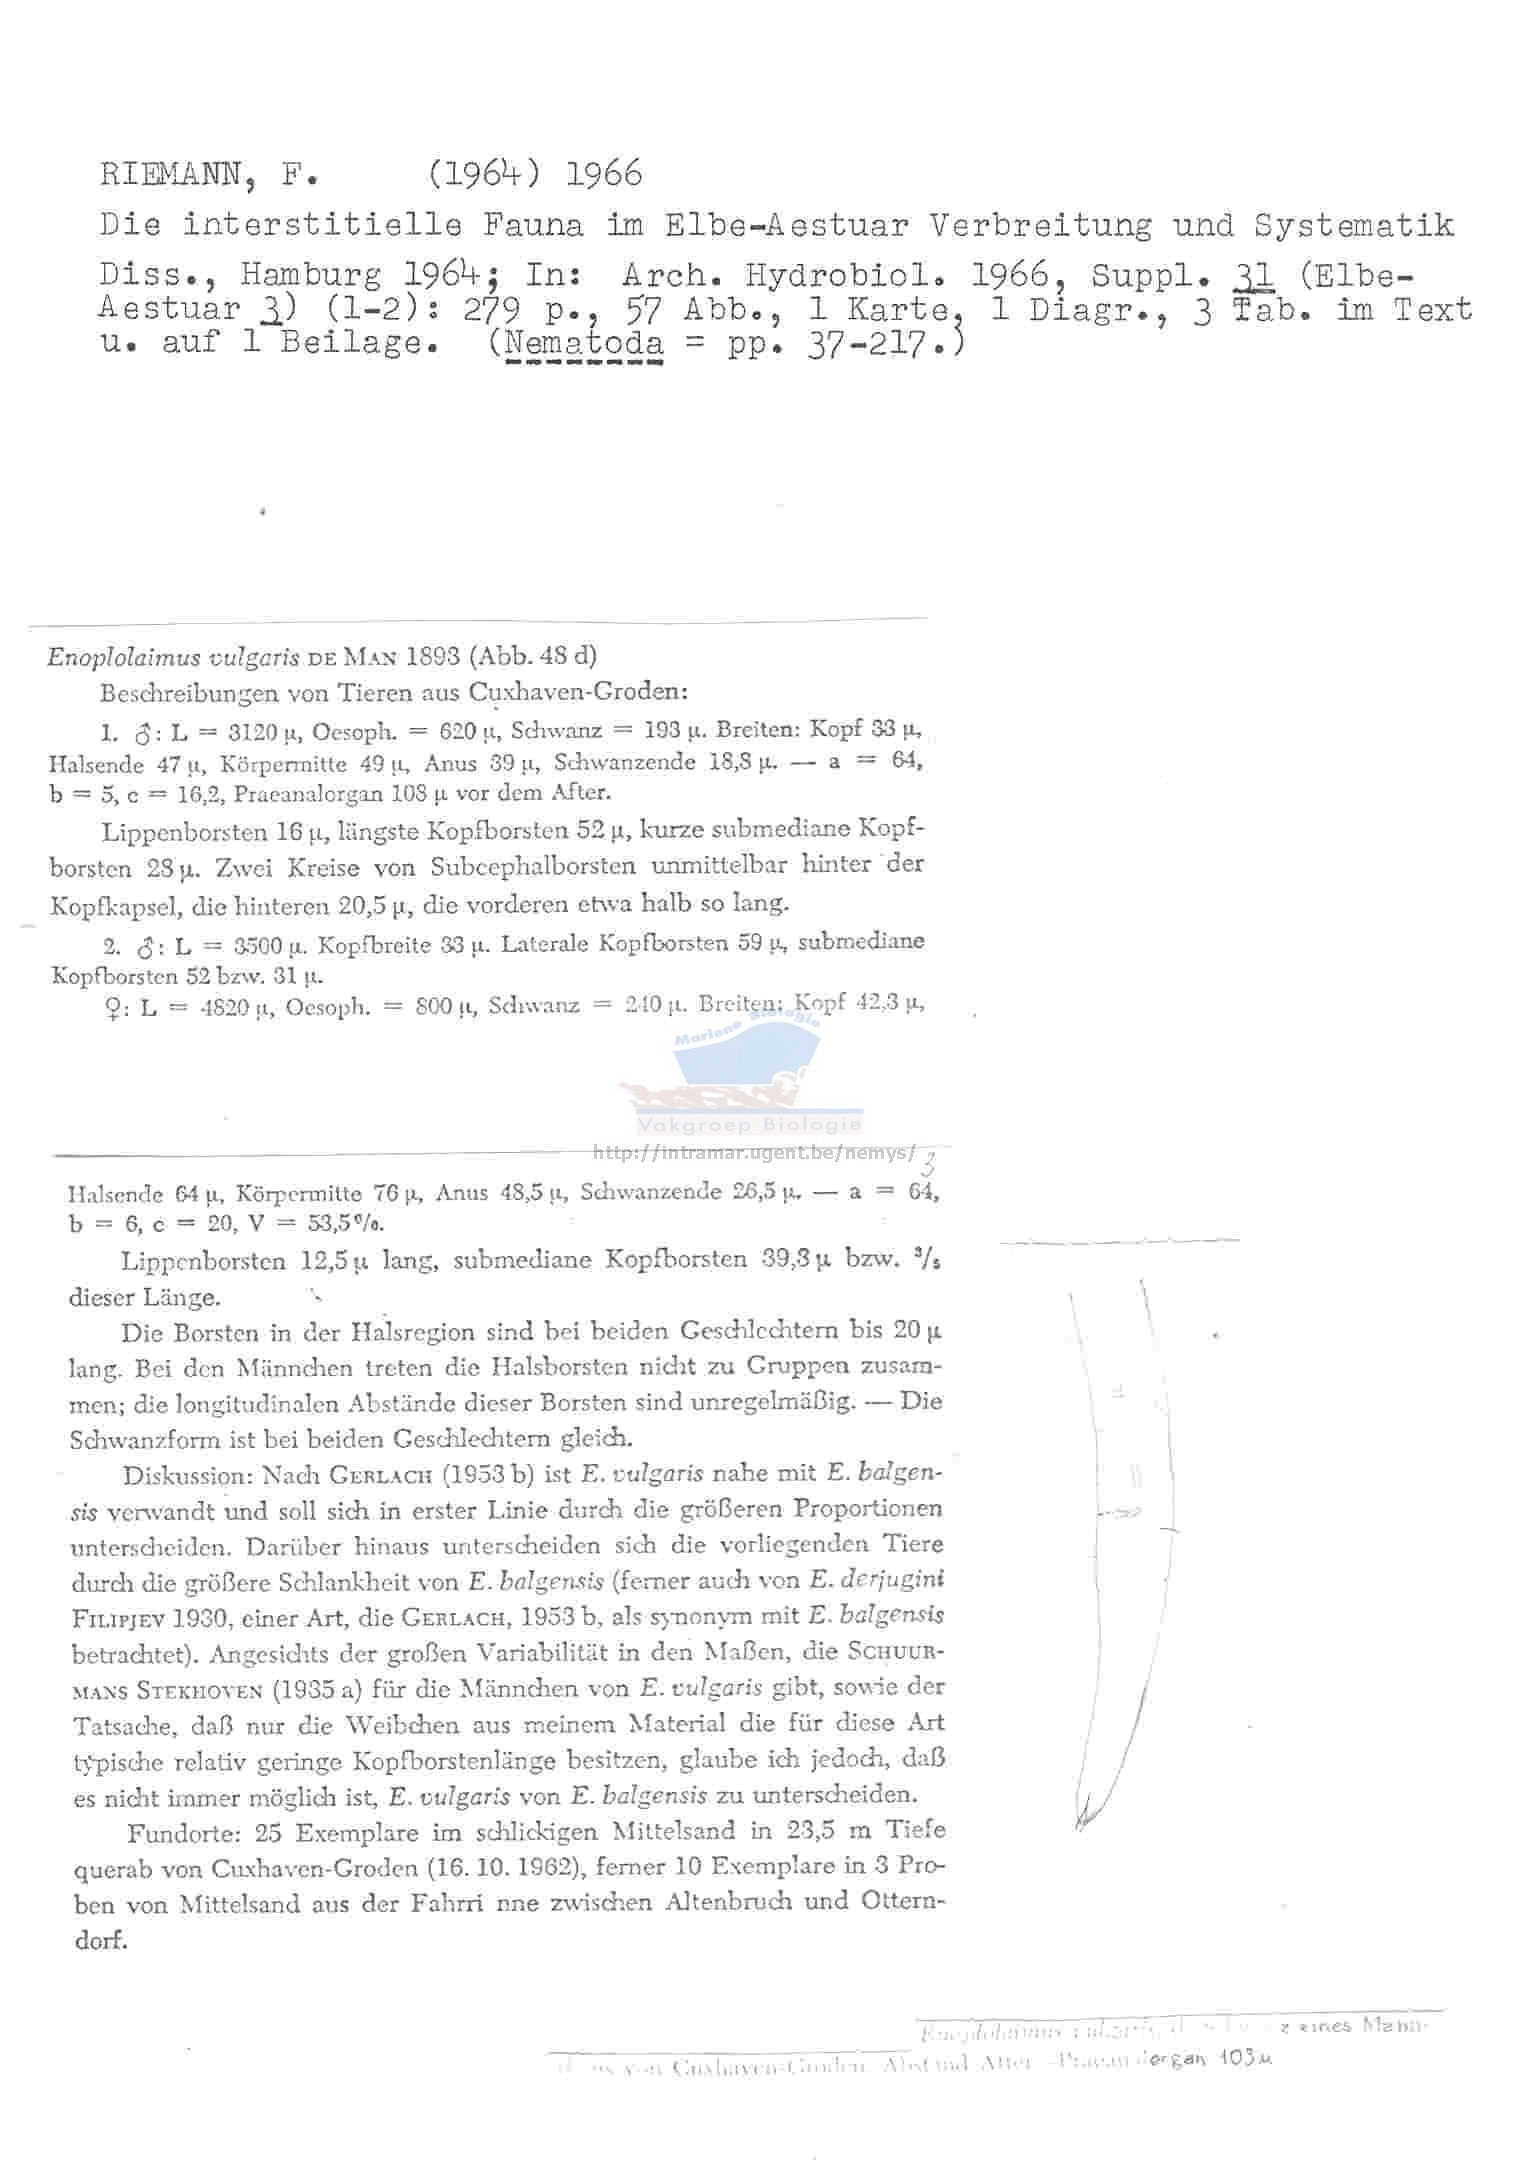 RIEMANN, F. (1964) 1966
Die interstitielle Fauna im Elbe-Aestuar Verbreitung und Systematik
Diss., Hamburg 1964; In: Arch. Hydrobiol. 1966, Suppl. 31 (Elbe-
Aestuar 3) (1-2): 279 p., 57 Abb., 1 Karte, 1 Diagr., 3 Tab. im Text
u. auf 1 Beilage. (Nematoda = pp. 37-217.)
Enoplolaimus vulgaris DE MAN 1893 (Abb. 48 d)
Beschreibungen von Tieren aus Cuxhaven-Groden:
1. ♂: L = 3120 µ, Oesoph. = 620 µ, Schwanz = 193 µ. Breiten: Kopf 33 µ,
Halsende 47 µ, Körpermitte 49 µ, Anus 39 µ, Schwanzende 18,8 µ. — a = 64,
b = 5, c = 16,2, Praeanalorgan 108 µ vor dem After.
Lippenborsten 16 µ, längste Kopfborsten 52 µ, kurze submediane Kopf-
borsten 28 µ. Zwei Kreise von Subcephalborsten unmittelbar hinter der
Kopfkapsel, die hinteren 20,5 µ, die vorderen etwa halb so lang.
2. ♂: L = 3500 µ. Kopfbreite 33 µ. Laterale Kopfborsten 59 µ, submediane
Kopfborsten 52 bzw. 31 µ.
♀: L = 4820 µ, Oesoph. = 800 µ, Schwanz = 240 µ. Breiten: Kopf 42,3 µ,
Mariene Biologie
Vakgroep Biologie
http://intramar.ugent.be/nemys/
3
Halsende 64 µ, Körpermitte 76 µ, Anus 48,5 µ, Schwanzende 26,5 µ. — a = 64,
b = 6, c = 20, V = 53,5%.
Lippenborsten 12,5 µ lang, submediane Kopfborsten 39,3 µ bzw. 3/5
dieser Länge.
Die Borsten in der Halsregion sind bei beiden Geschlechtern bis 20 µ
lang. Bei den Männchen treten die Halsborsten nicht zu Gruppen zusam-
men; die longitudinalen Abstände dieser Borsten sind unregelmäßig. — Die
Schwanzform ist bei beiden Geschlechtern gleich.
Diskussion: Nach GERLACH (1953 b) ist E. vulgaris nahe mit E. balgen-
sis verwandt und soll sich in erster Linie durch die größeren Proportionen
unterscheiden. Darüber hinaus unterscheiden sich die vorliegenden Tiere
durch die größere Schlankheit von E. balgensis (ferner auch von E. derjugini
FILIPJEV 1930, einer Art, die GERLACH, 1953 b, als synonym mit E. balgensis
betrachtet). Angesichts der großen Variabilität in den Maßen, die SCHUUR-
MANS STEKHOVEN (1935 a) für die Männchen von E. vulgaris gibt, sowie der
Tatsache, daß nur die Weibchen aus meinem Material die für diese Art
typische relativ geringe Kopfborstenlänge besitzen, glaube ich jedoch, daß
es nicht immer möglich ist, E. vulgaris von E. balgensis zu unterscheiden.
Fundorte: 25 Exemplare im schlickigen Mittelsand in 23,5 m Tiefe
querab von Cuxhaven-Groden (16. 10. 1962), ferner 10 Exemplare in 3 Pro-
ben von Mittelsand aus der Fahrri nne zwischen Altenbruch und Ottern-
dorf.
Enoplolaimus vulgaris eines Männ-
von Cuxhaven-Groden. Abstand After–Praeanalorgan 103 µ